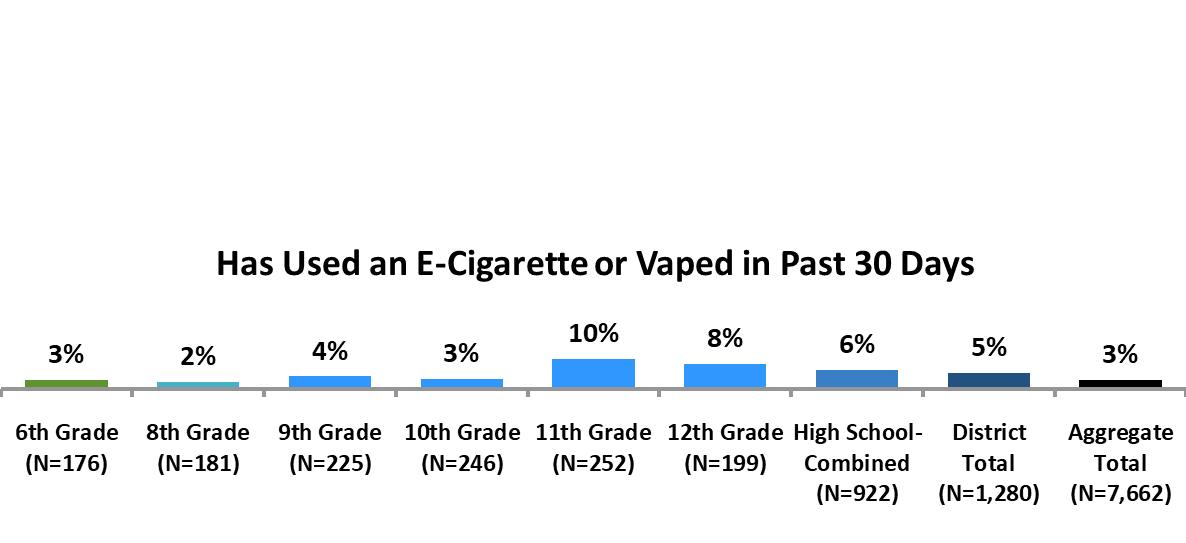 Has Used an E-Cigarette or Vaped in Past 30 Days
3%
2%
4%
3%
10%
8%
6%
5%
3%
6th Grade
(N=176)
8th Grade
(N=181)
9th Grade
(N=225)
10th Grade
(N=246)
11th Grade
(N=252)
12th Grade
(N=199)
High School-
Combined
(N=922)
District
Total
(N=1,280)
Aggregate
Total
(N=7,662)